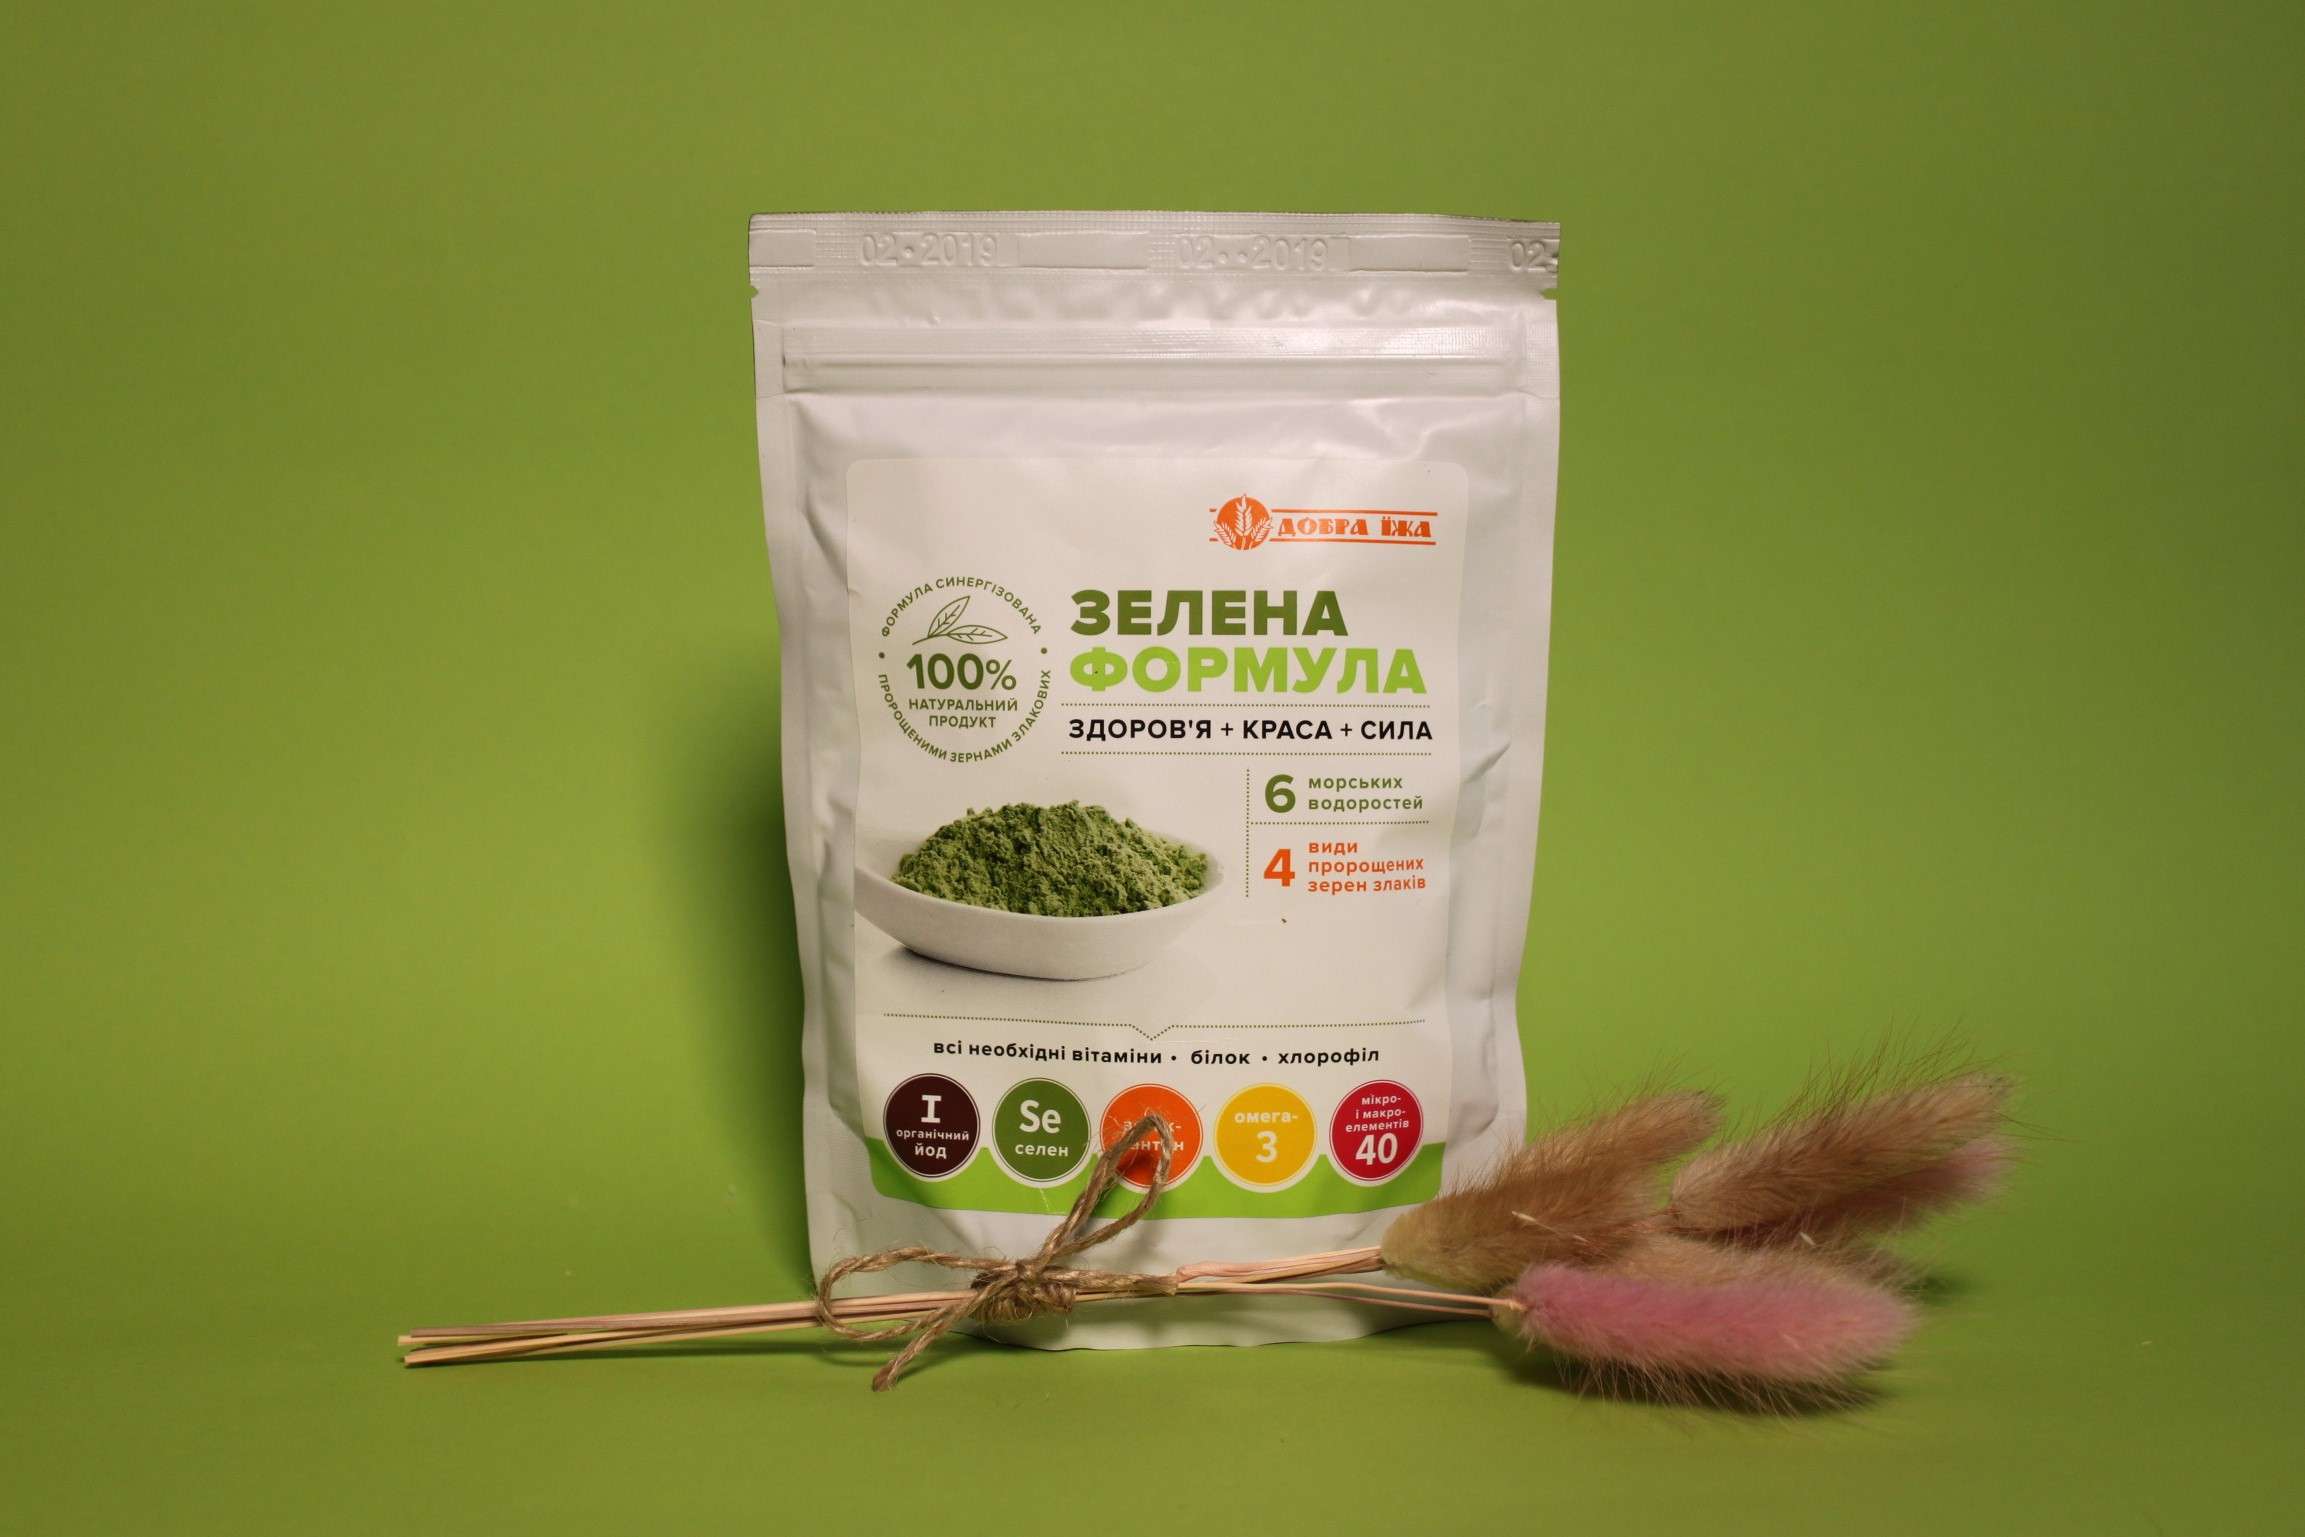 02·2019 02··2019 02·
ДОБРА ЇЖА
ФОРМУЛА СИНЕРГІЗОВАНА
100%
НАТУРАЛЬНИЙ
ПРОДУКТ
ПРОРОЩЕНИМИ ЗЕРНАМИ ЗЛАКОВИХ
ЗЕЛЕНА
ФОРМУЛА
ЗДОРОВ'Я + КРАСА + СИЛА
6 морських
водоростей
4 види
пророщених
зерен злаків
всі необхідні вітаміни • білок • хлорофіл
I
органічний
йод
Se
селен
омега-
3
мікро-
і макро-
елементів
40